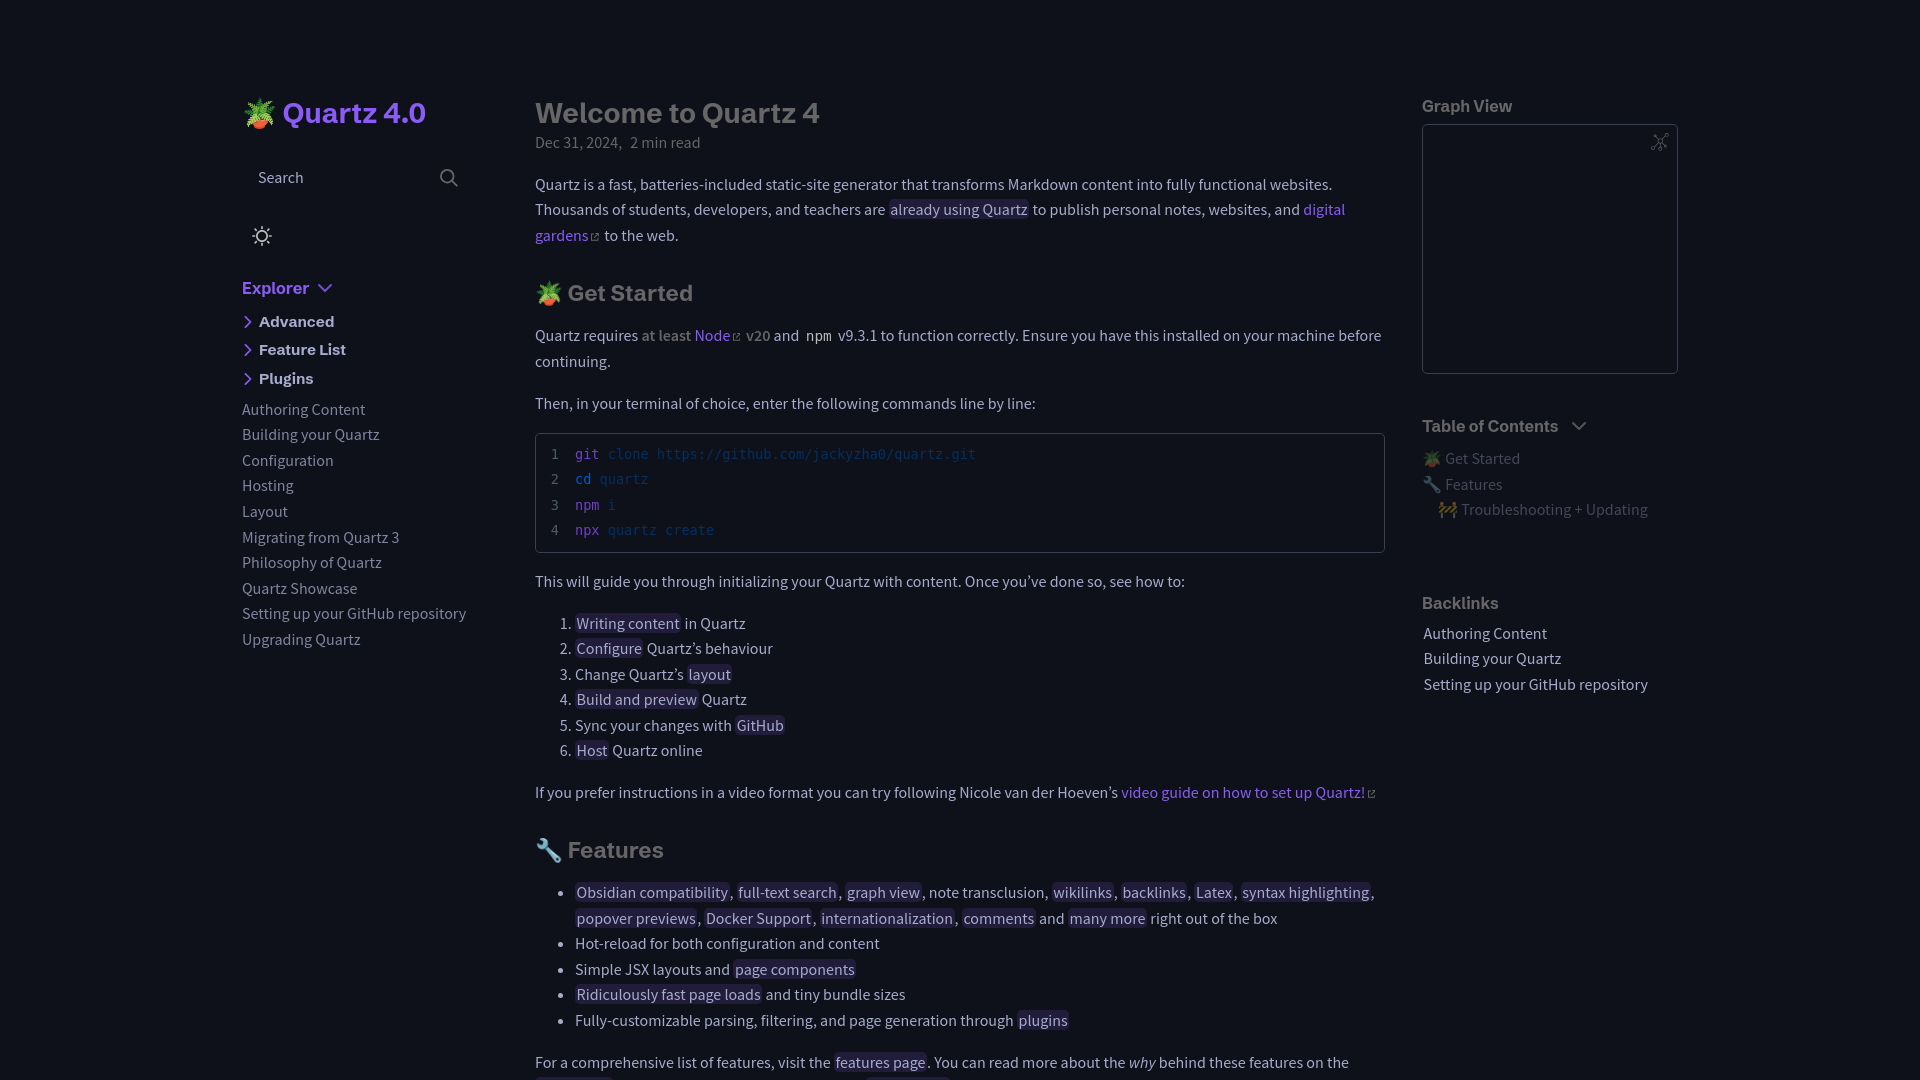 🪴 Quartz 4.0
Search
Explorer
Advanced
Feature List
Plugins
Authoring Content
Building your Quartz
Configuration
Hosting
Layout
Migrating from Quartz 3
Philosophy of Quartz
Quartz Showcase
Setting up your GitHub repository
Upgrading Quartz
Welcome to Quartz 4
Dec 31, 2024, 2 min read
Quartz is a fast, batteries-included static-site generator that transforms Markdown content into fully functional websites.
Thousands of students, developers, and teachers are already using Quartz to publish personal notes, websites, and digital
gardens to the web.
🪴 Get Started
Quartz requires at least Node v20 and npm v9.3.1 to function correctly. Ensure you have this installed on your machine before
continuing.
Then, in your terminal of choice, enter the following commands line by line:
1 git clone https://github.com/jackyzha0/quartz.git
2 cd quartz
3 npm i
4 npx quartz create
This will guide you through initializing your Quartz with content. Once you’ve done so, see how to:
1. Writing content in Quartz
2. Configure Quartz’s behaviour
3. Change Quartz’s layout
4. Build and preview Quartz
5. Sync your changes with GitHub
6. Host Quartz online
If you prefer instructions in a video format you can try following Nicole van der Hoeven’s video guide on how to set up Quartz!
🔧 Features
• Obsidian compatibility, full-text search, graph view, note transclusion, wikilinks, backlinks, Latex, syntax highlighting,
popover previews, Docker Support, internationalization, comments and many more right out of the box
• Hot-reload for both configuration and content
• Simple JSX layouts and page components
• Ridiculously fast page loads and tiny bundle sizes
• Fully-customizable parsing, filtering, and page generation through plugins
For a comprehensive list of features, visit the features page. You can read more about the why behind these features on the
Graph View
Table of Contents
🪴 Get Started
🔧 Features
🚧 Troubleshooting + Updating
Backlinks
Authoring Content
Building your Quartz
Setting up your GitHub repository